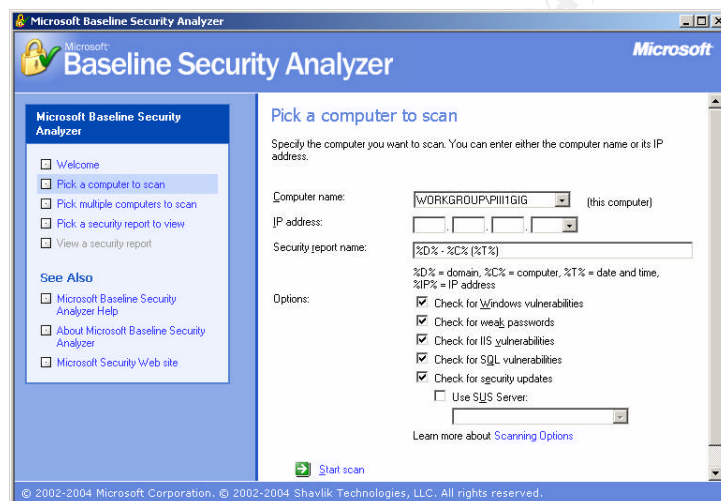 Microsoft Baseline Security Analyzer
Microsoft
Baseline Security Analyzer
Microsoft
Microsoft Baseline Security
Analyzer
Welcome
Pick a computer to scan
Pick multiple computers to scan
Pick a security report to view
View a security report
See Also
Microsoft Baseline Security
Analyzer Help
About Microsoft Baseline Security
Analyzer
Microsoft Security Web site
Pick a computer to scan
Specify the computer you want to scan. You can enter either the computer name or its IP
address.
Computer name: WORKGROUP\PIII1GIG (this computer)
IP address: . . .
Security report name: %D% - %C% (%T%)
%D% = domain, %C% = computer, %T% = date and time,
%IP% = IP address
Options:
Check for Windows vulnerabilities
Check for weak passwords
Check for IIS vulnerabilities
Check for SQL vulnerabilities
Check for security updates
Use SUS Server:
Learn more about Scanning Options
Start scan
© 2002-2004 Microsoft Corporation. © 2002-2004 Shavlik Technologies, LLC. All rights reserved.